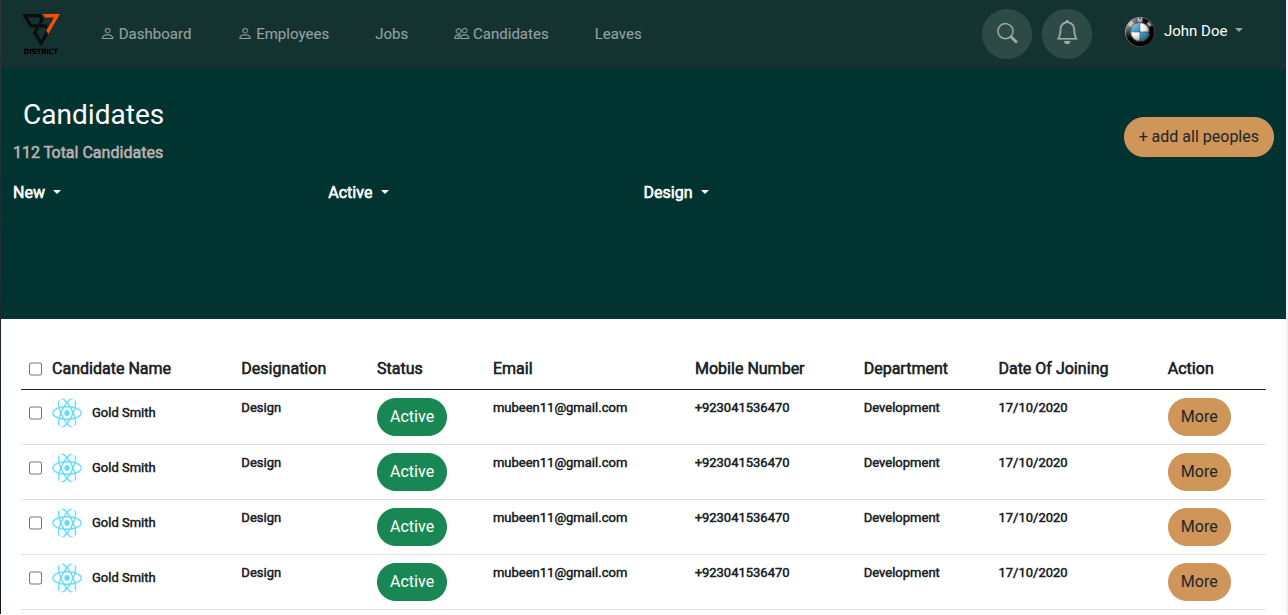 Dashboard Employees Jobs Candidates Leaves John Doe
DISTRICT
Candidates
+ add all peoples
112 Total Candidates
New Active Design
Candidate Name Designation Status Email Mobile Number Department Date Of Joining Action
Gold Smith Design Active mubeen11@gmail.com +923041536470 Development 17/10/2020 More
Gold Smith Design Active mubeen11@gmail.com +923041536470 Development 17/10/2020 More
Gold Smith Design Active mubeen11@gmail.com +923041536470 Development 17/10/2020 More
Gold Smith Design Active mubeen11@gmail.com +923041536470 Development 17/10/2020 More